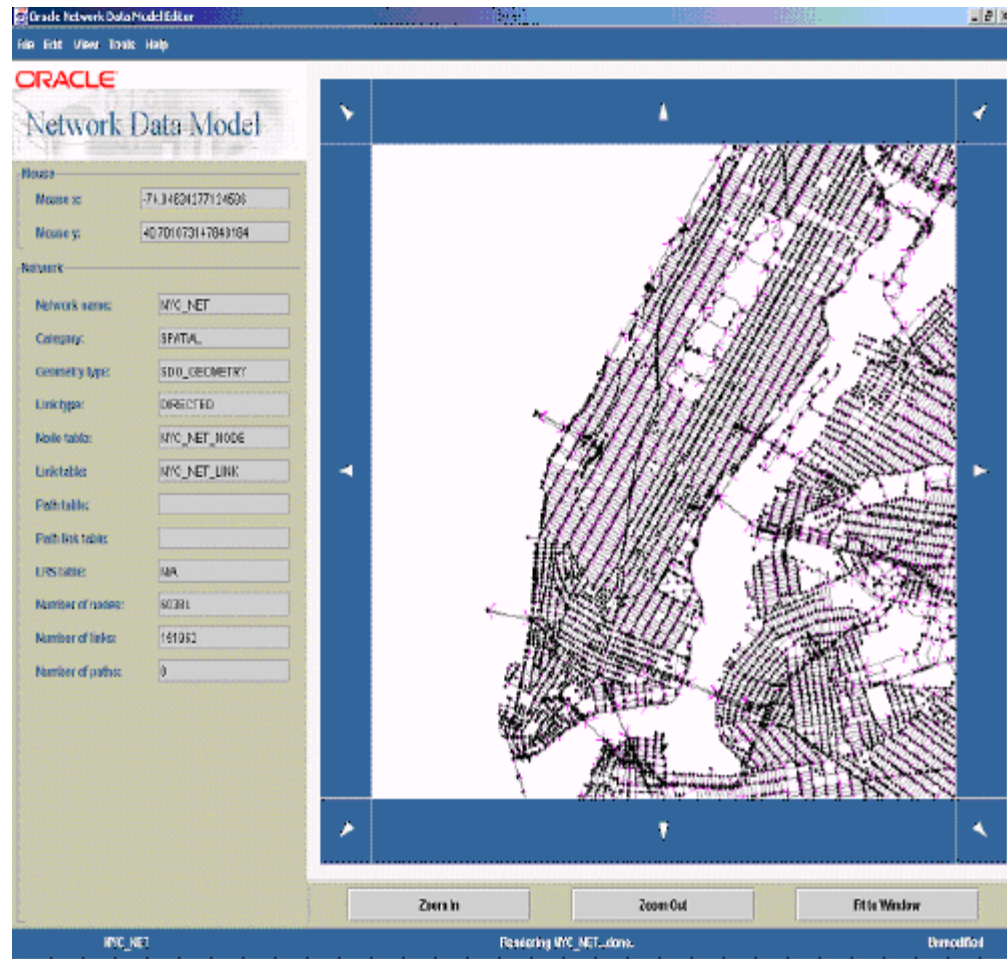 Oracle Network Data Model Editor
File Edit View Tools Help
ORACLE
Network Data Model
Mouse
Mouse x:
Mouse y:
Network
Network name: NYC_NET
Category: SPATIAL
Geometry type: SDO_GEOMETRY
Link type: DIRECTED
Node table: NYC_NET_NODE
Link table: NYC_NET_LINK
Path table:
Path link table:
LRS table: N/A
Number of nodes:
Number of links:
Number of paths: 0
Zoom In Zoom Out Fit to Window
NYC_NET Rendering NYC_NET...done. Unmodified